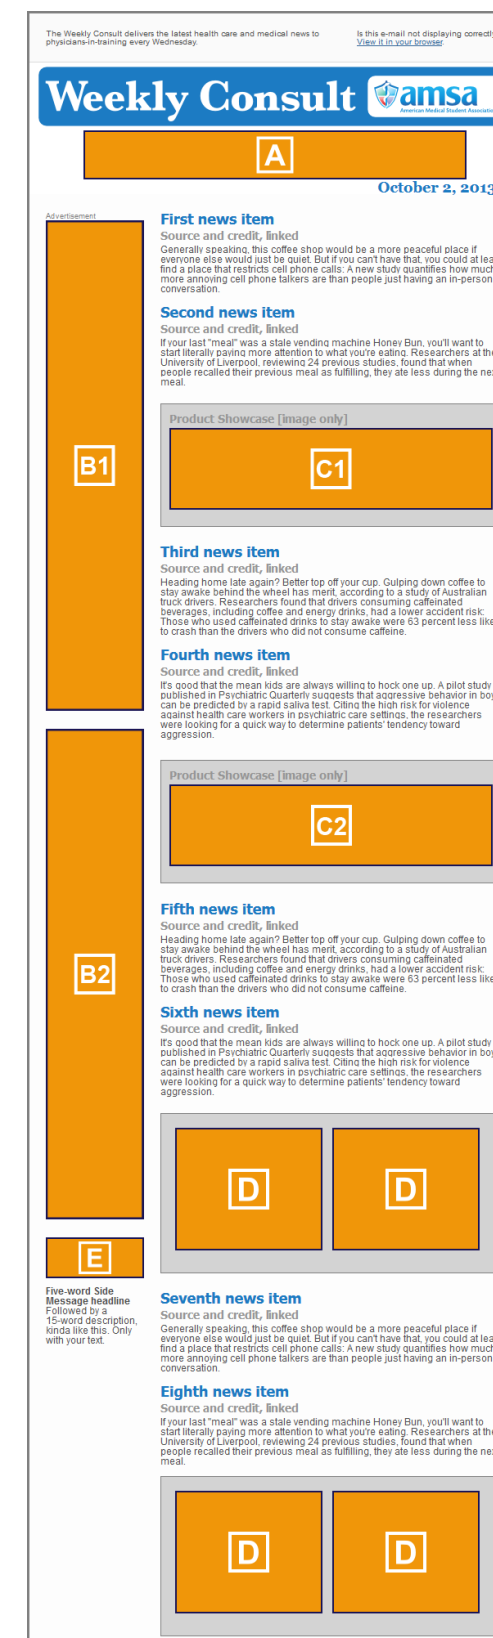 The Weekly Consult delivers the latest health care and medical news to
physicians-in-training every Wednesday.
Is this e-mail not displaying correctly
View it in your browser.
Weekly Consult
amsa
American Medical Student Associatio
A
October 2, 2013
Advertisement
B1
B2
E
Five-word Side
Message headline
Followed by a
15-word description,
kinda like this. Only
with your text.
First news item
Source and credit, linked
Generally speaking, this coffee shop would be a more peaceful place if
everyone else would just be quiet. But if you can't have that, you could at lea
find a place that restricts cell phone calls: A new study quantifies how much
more annoying cell phone talkers are than people just having an in-person
conversation.
Second news item
Source and credit, linked
If your last "meal" was a stale vending machine Honey Bun, you'll want to
start literally paying more attention to what you're eating. Researchers at the
University of Liverpool, reviewing 24 previous studies, found that when
people recalled their previous meal as fulfilling, they ate less during the ne
meal.
Product Showcase [image only]
C1
Third news item
Source and credit, linked
Heading home late again? Better top off your cup. Gulping down coffee to
stay awake behind the wheel has merit, according to a study of Australian
truck drivers. Researchers found that drivers consuming caffeinated
beverages, including coffee and energy drinks, had a lower accident risk:
Those who used caffeinated drinks to stay awake were 63 percent less like
to crash than the drivers who did not consume caffeine.
Fourth news item
Source and credit, linked
It's good that the mean kids are always willing to hock one up. A pilot study
published in Psychiatric Quarterly suggests that aggressive behavior in boy
can be predicted by a rapid saliva test. Citing the high risk for violence
against health care workers in psychiatric care settings, the researchers
were looking for a quick way to determine patients' tendency toward
aggression.
Product Showcase [image only]
C2
Fifth news item
Source and credit, linked
Heading home late again? Better top off your cup. Gulping down coffee to
stay awake behind the wheel has merit, according to a study of Australian
truck drivers. Researchers found that drivers consuming caffeinated
beverages, including coffee and energy drinks, had a lower accident risk:
Those who used caffeinated drinks to stay awake were 63 percent less like
to crash than the drivers who did not consume caffeine.
Sixth news item
Source and credit, linked
It's good that the mean kids are always willing to hock one up. A pilot study
published in Psychiatric Quarterly suggests that aggressive behavior in boy
can be predicted by a rapid saliva test. Citing the high risk for violence
against health care workers in psychiatric care settings, the researchers
were looking for a quick way to determine patients' tendency toward
aggression.
D D
Seventh news item
Source and credit, linked
Generally speaking, this coffee shop would be a more peaceful place if
everyone else would just be quiet. But if you can't have that, you could at lea
find a place that restricts cell phone calls: A new study quantifies how much
more annoying cell phone talkers are than people just having an in-person
conversation.
Eighth news item
Source and credit, linked
If your last "meal" was a stale vending machine Honey Bun, you'll want to
start literally paying more attention to what you're eating. Researchers at the
University of Liverpool, reviewing 24 previous studies, found that when
people recalled their previous meal as fulfilling, they ate less during the ne
meal.
D D